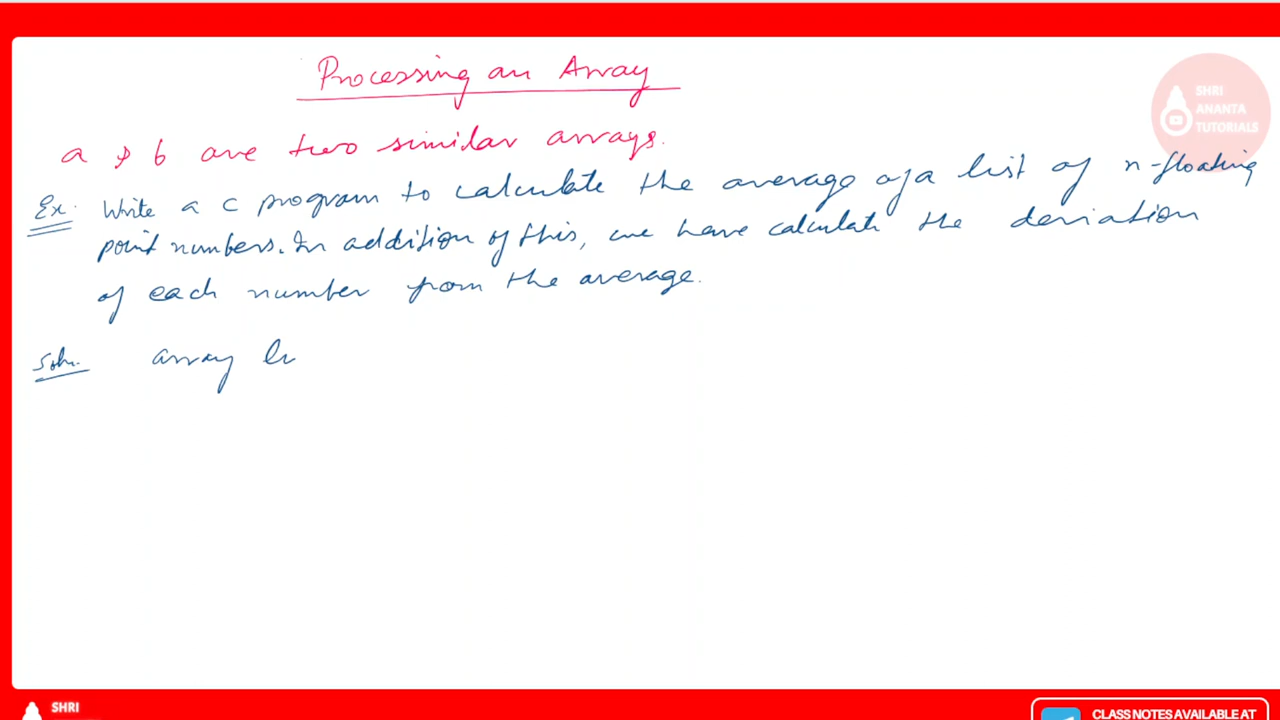 Processing an Array
a & b are two similar arrays.
Ex. Write a c program to calculate the average of a list of n-floating
point numbers. In addition of this, we have calculate the deviation
of each number from the average.
Soln. array
SHRI
ANANTA
TUTORIALS
SHRI
CLASS NOTES AVAILABLE AT